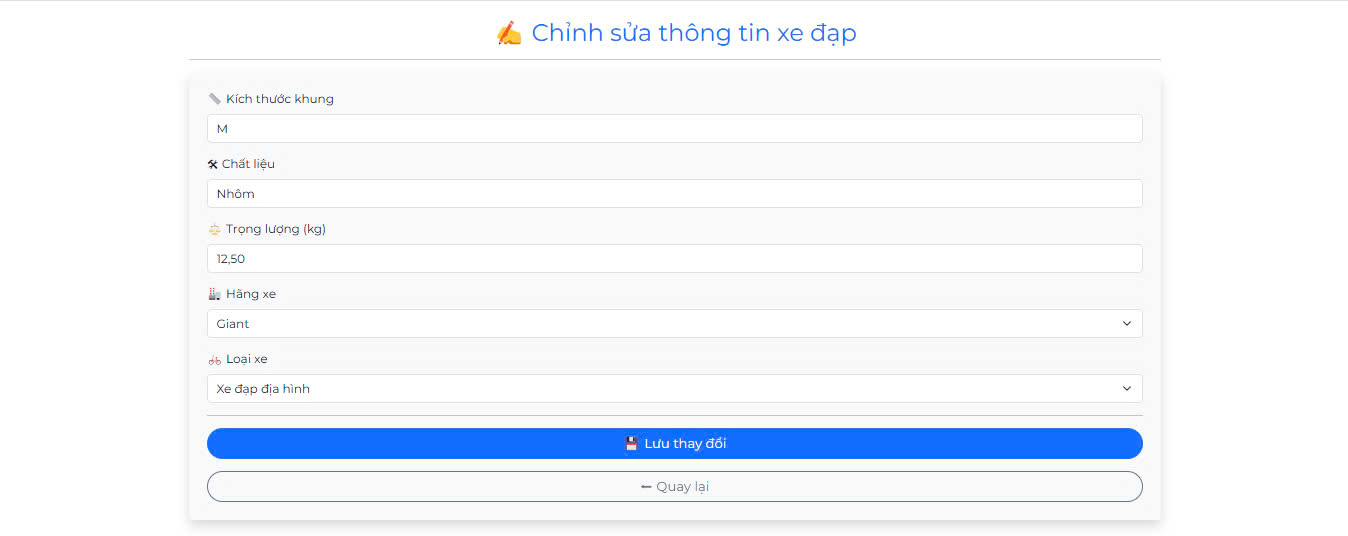 ✍️ Chỉnh sửa thông tin xe đạp
📏 Kích thước khung
M
🛠 Chất liệu
Nhôm
⚖️ Trọng lượng (kg)
12,50
🏭 Hãng xe
Giant
🚲 Loại xe
Xe đạp địa hình
💾 Lưu thay đổi
⬅ Quay lại